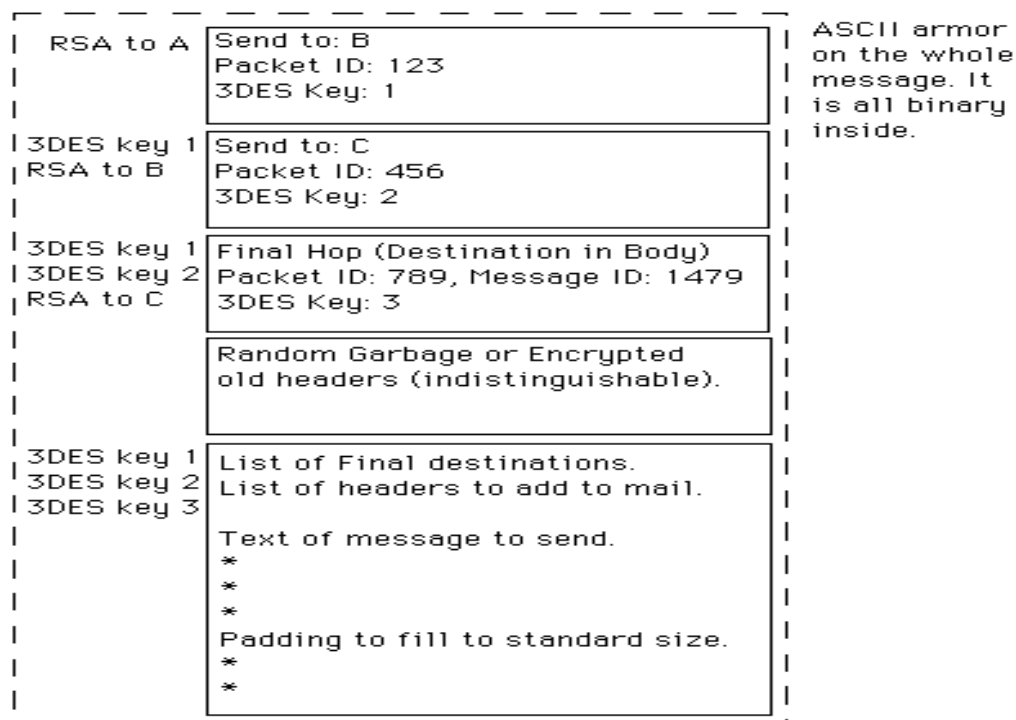 RSA to A
Send to: B
Packet ID: 123
3DES Key: 1
3DES key 1
RSA to B
Send to: C
Packet ID: 456
3DES Key: 2
3DES key 1
3DES key 2
RSA to C
Final Hop (Destination in Body)
Packet ID: 789, Message ID: 1479
3DES Key: 3
Random Garbage or Encrypted
old headers (indistinguishable).
3DES key 1
3DES key 2
3DES key 3
List of Final destinations.
List of headers to add to mail.
Text of message to send.
*
*
*
Padding to fill to standard size.
*
*
ASCII armor
on the whole
message. It
is all binary
inside.